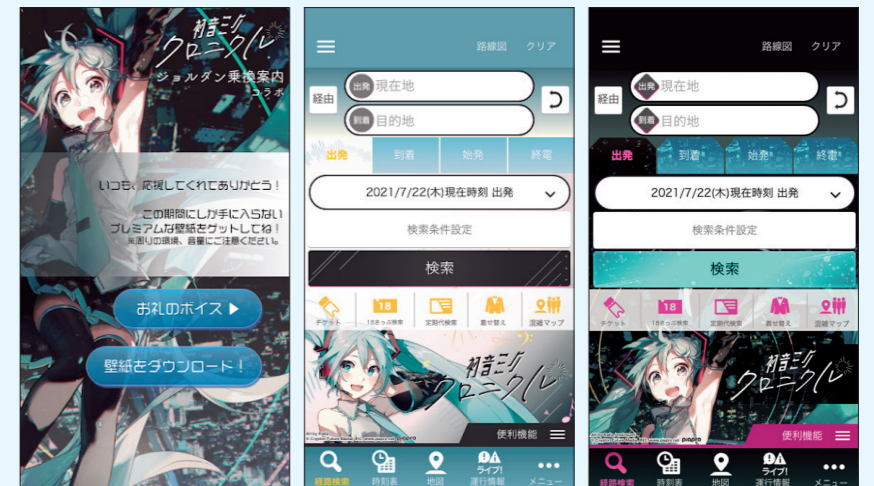 初音ミク
クロニクル
ジョルダン乗換案内
コラボ
いつも、応援してくれてありがとう!
この期間にしか手に入らない
プレミアムな壁紙をゲットしてね!
※周りの環境、音量にご注意ください。
お礼のボイス ▶
壁紙をダウンロード!
路線図 クリア
経由
出発 現在地
到着 目的地
出発 到着 始発 終電
2021/7/22(木)現在時刻 出発
検索条件設定
検索
18
チケット 18きっぷ検索 定期代検索 着せ替え 混雑マップ
初音ミク
クロニクル
piapro
便利機能
ライブ!
経路検索 時刻表 地図 運行情報 メニュー
路線図 クリア
経由
出発 現在地
到着 目的地
出発 到着 始発 終電
2021/7/22(木)現在時刻 出発
検索条件設定
検索
18
チケット 18きっぷ検索 定期代検索 着せ替え 混雑マップ
初音ミク
クロニクル
piapro
便利機能
ライブ!
経路検索 時刻表 地図 運行情報 メニュー